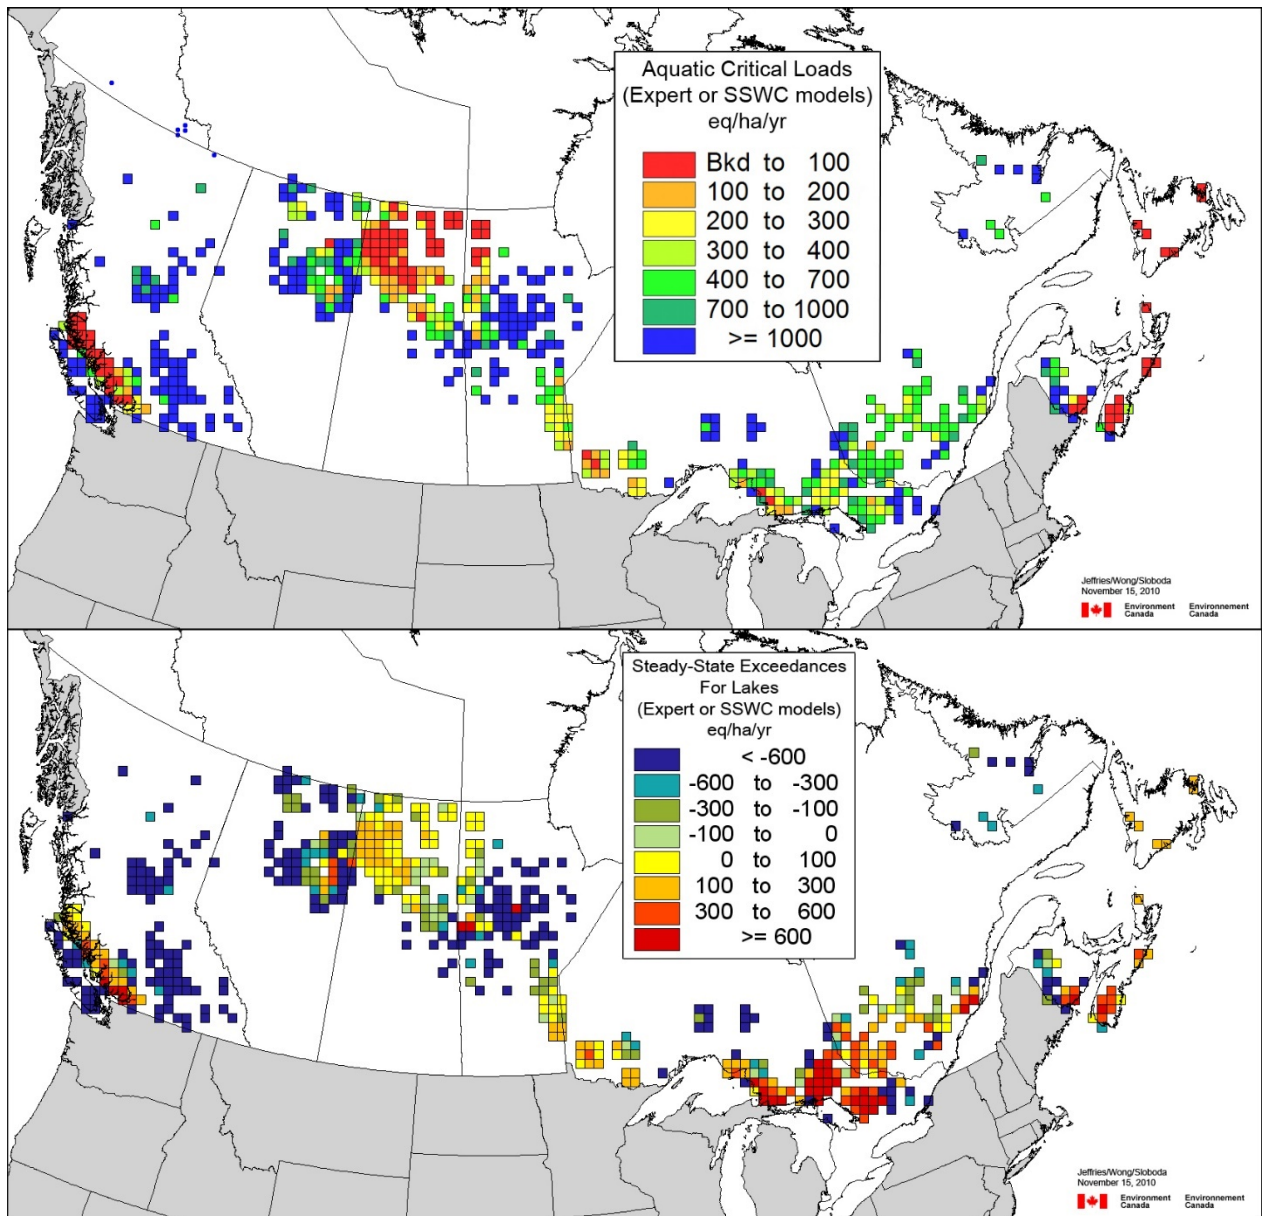 Aquatic Critical Loads
(Expert or SSWC models)
eq/ha/yr
Bkd to 100
100 to 200
200 to 300
300 to 400
400 to 700
700 to 1000
>= 1000
Jeffries/Wong/Sloboda
November 15, 2010
Environment Canada Environnement Canada
Steady-State Exceedances
For Lakes
(Expert or SSWC models)
eq/ha/yr
< -600
-600 to -300
-300 to -100
-100 to 0
0 to 100
100 to 300
300 to 600
>= 600
Jeffries/Wong/Sloboda
November 15, 2010
Environment Canada Environnement Canada